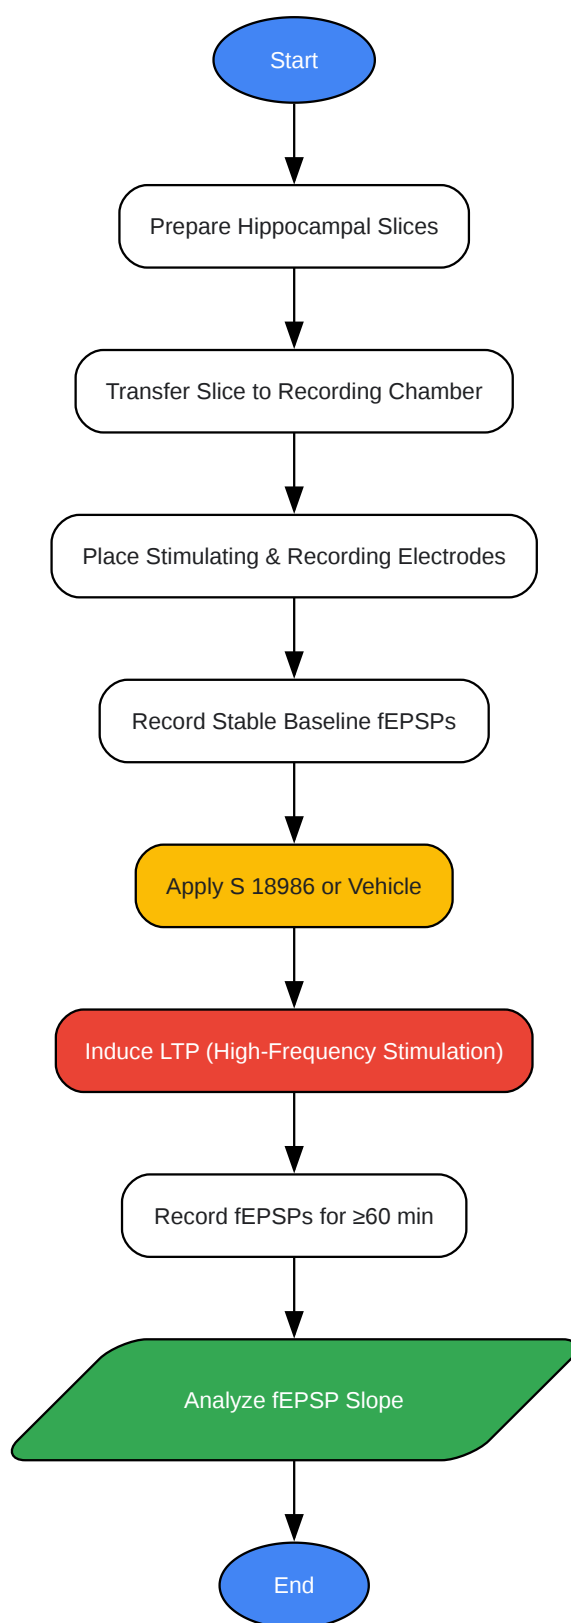 Start
Prepare Hippocampal Slices
Transfer Slice to Recording Chamber
Place Stimulating & Recording Electrodes
Record Stable Baseline fEPSPs
Apply S 18986 or Vehicle
Induce LTP (High-Frequency Stimulation)
Record fEPSPs for ≥60 min
Analyze fEPSP Slope
End